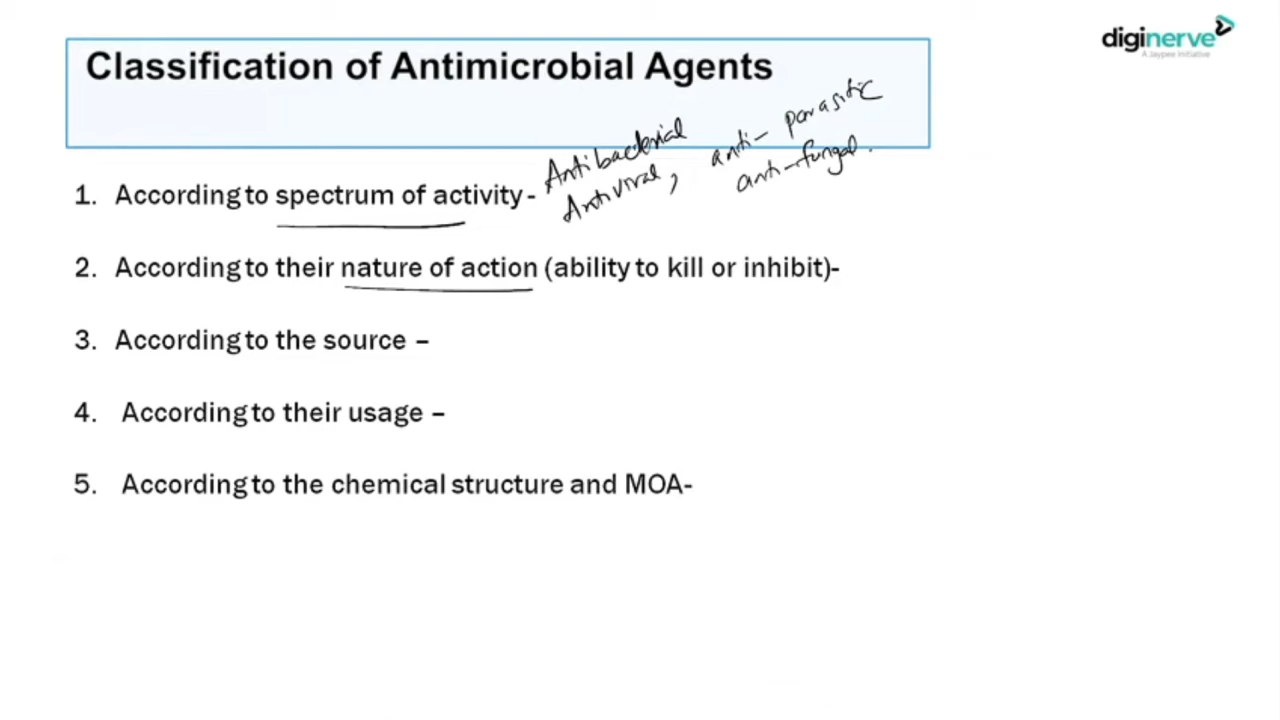 diginerve
A Jaypee Initiative
Classification of Antimicrobial Agents
1. According to spectrum of activity - Antibacterial anti- parasitic
Antiviral, anti-fungal.
2. According to their nature of action (ability to kill or inhibit)-
3. According to the source –
4. According to their usage –
5. According to the chemical structure and MOA-